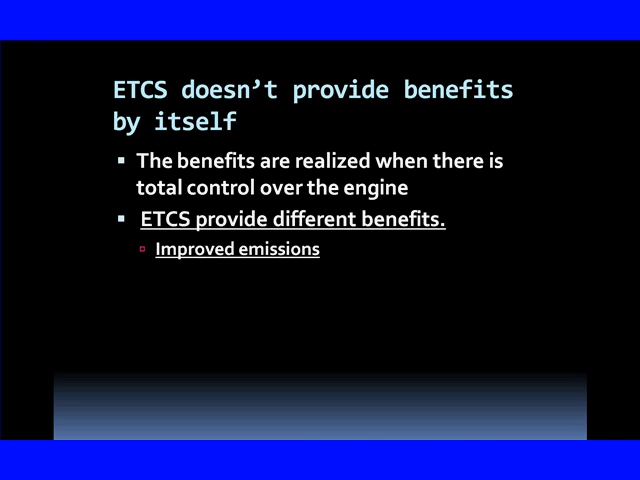 ETCS doesn’t provide benefits
by itself
The benefits are realized when there is
total control over the engine
ETCS provide different benefits.
Improved emissions